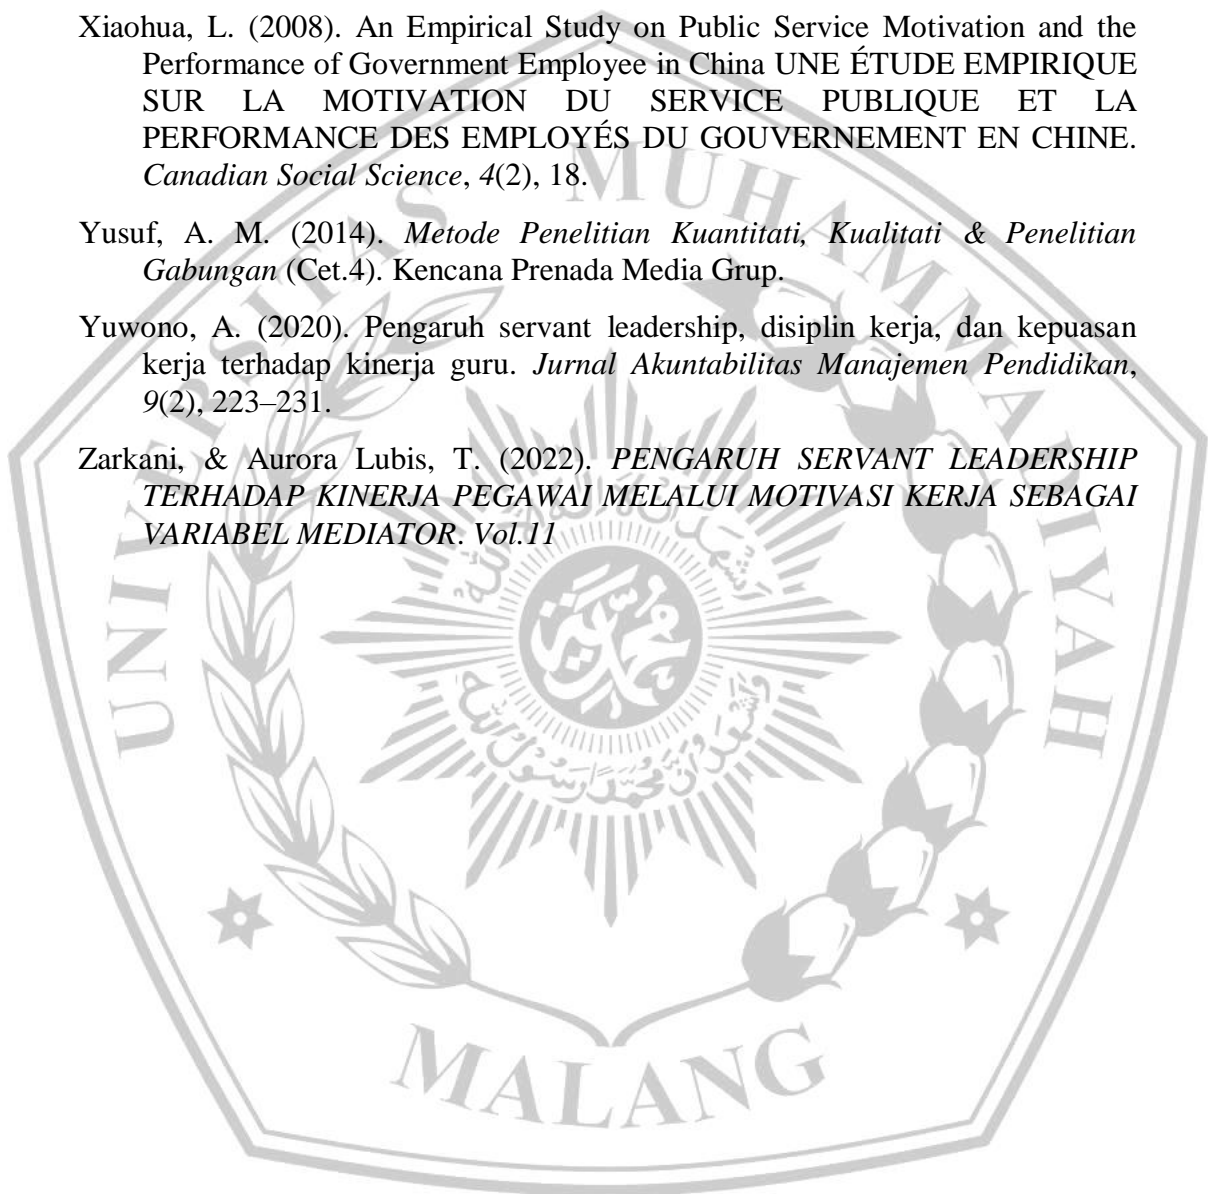 Xiaohua, L. (2008). An Empirical Study on Public Service Motivation and the
Performance of Government Employee in China UNE ÉTUDE EMPIRIQUE
SUR LA MOTIVATION DU SERVICE PUBLIQUE ET LA
PERFORMANCE DES EMPLOYÉS DU GOUVERNEMENT EN CHINE.
Canadian Social Science, 4(2), 18.
Yusuf, A. M. (2014). Metode Penelitian Kuantitati, Kualitati & Penelitian
Gabungan (Cet.4). Kencana Prenada Media Grup.
Yuwono, A. (2020). Pengaruh servant leadership, disiplin kerja, dan kepuasan
kerja terhadap kinerja guru. Jurnal Akuntabilitas Manajemen Pendidikan,
9(2), 223–231.
Zarkani, & Aurora Lubis, T. (2022). PENGARUH SERVANT LEADERSHIP
TERHADAP KINERJA PEGAWAI MELALUI MOTIVASI KERJA SEBAGAI
VARIABEL MEDIATOR. Vol.11
UNIVERSITAS MUHAMMADIYAH
MALANG